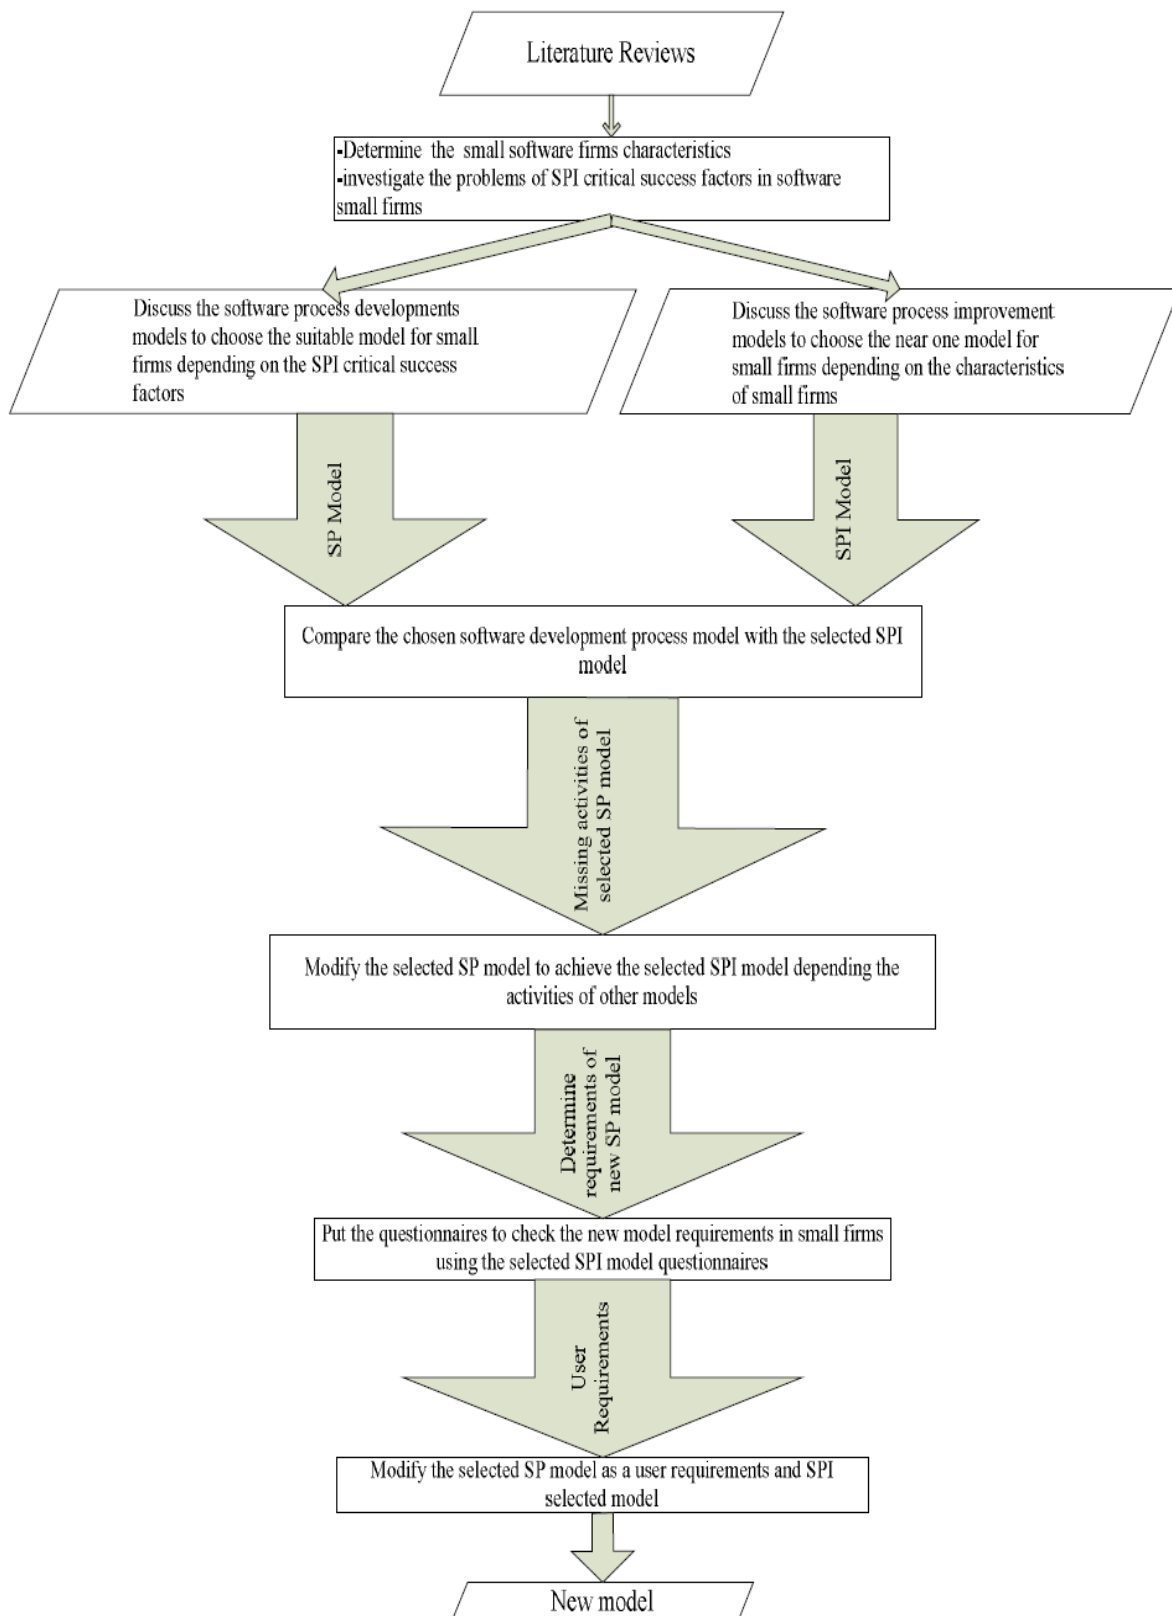 Literature Reviews
-Determine the small software firms characteristics
-investigate the problems of SPI critical success factors in software
small firms
Discuss the software process developments
models to choose the suitable model for small
firms depending on the SPI critical success
factors
Discuss the software process improvement
models to choose the near one model for
small firms depending on the characteristics
of small firms
SP Model
SPI Model
Compare the chosen software development process model with the selected SPI
model
Missing activities of
selected SP model
Modify the selected SP model to achieve the selected SPI model depending the
activities of other models
Determine
requirements of
new SP model
Put the questionnaires to check the new model requirements in small firms
using the selected SPI model questionnaires
User
Requirements
Modify the selected SP model as a user requirements and SPI
selected model
New model